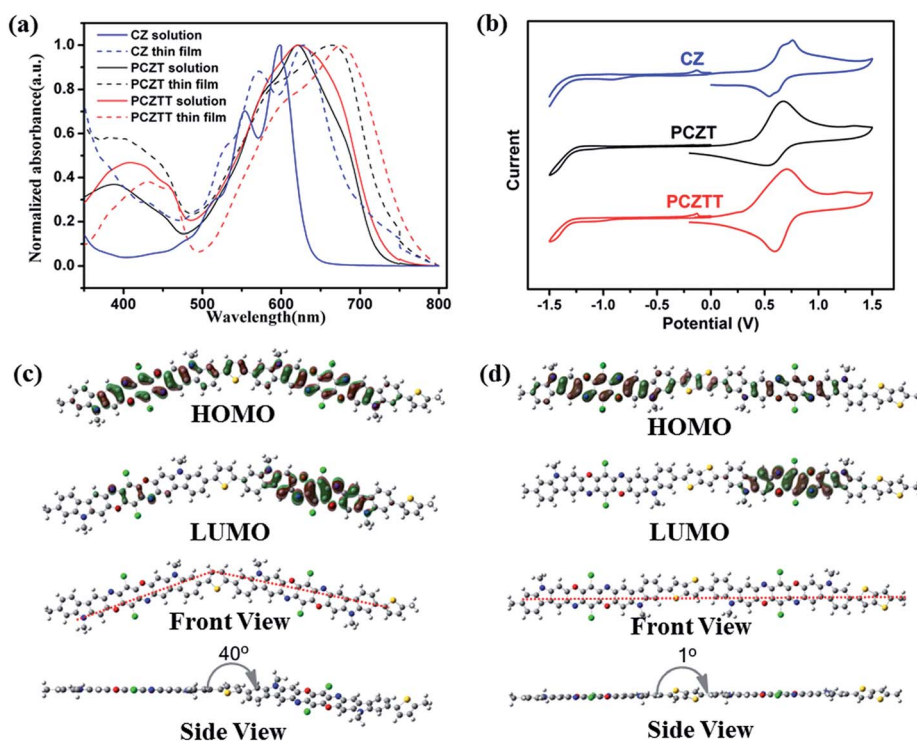 (a)
CZ solution
CZ thin film
PCZT solution
PCZT thin film
PCZTT solution
PCZTT thin film
Normalized absorbance(a.u.)
1.0
0.8
0.6
0.4
0.2
0.0
400
500
600
700
800
Wavelength(nm)
(b)
CZ
PCZT
PCZTT
Current
-1.5
-1.0
-0.5
0.0
0.5
1.0
1.5
Potential (V)
(c)
HOMO
LUMO
Front View
40°
Side View
(d)
HOMO
LUMO
Front View
1°
Side View